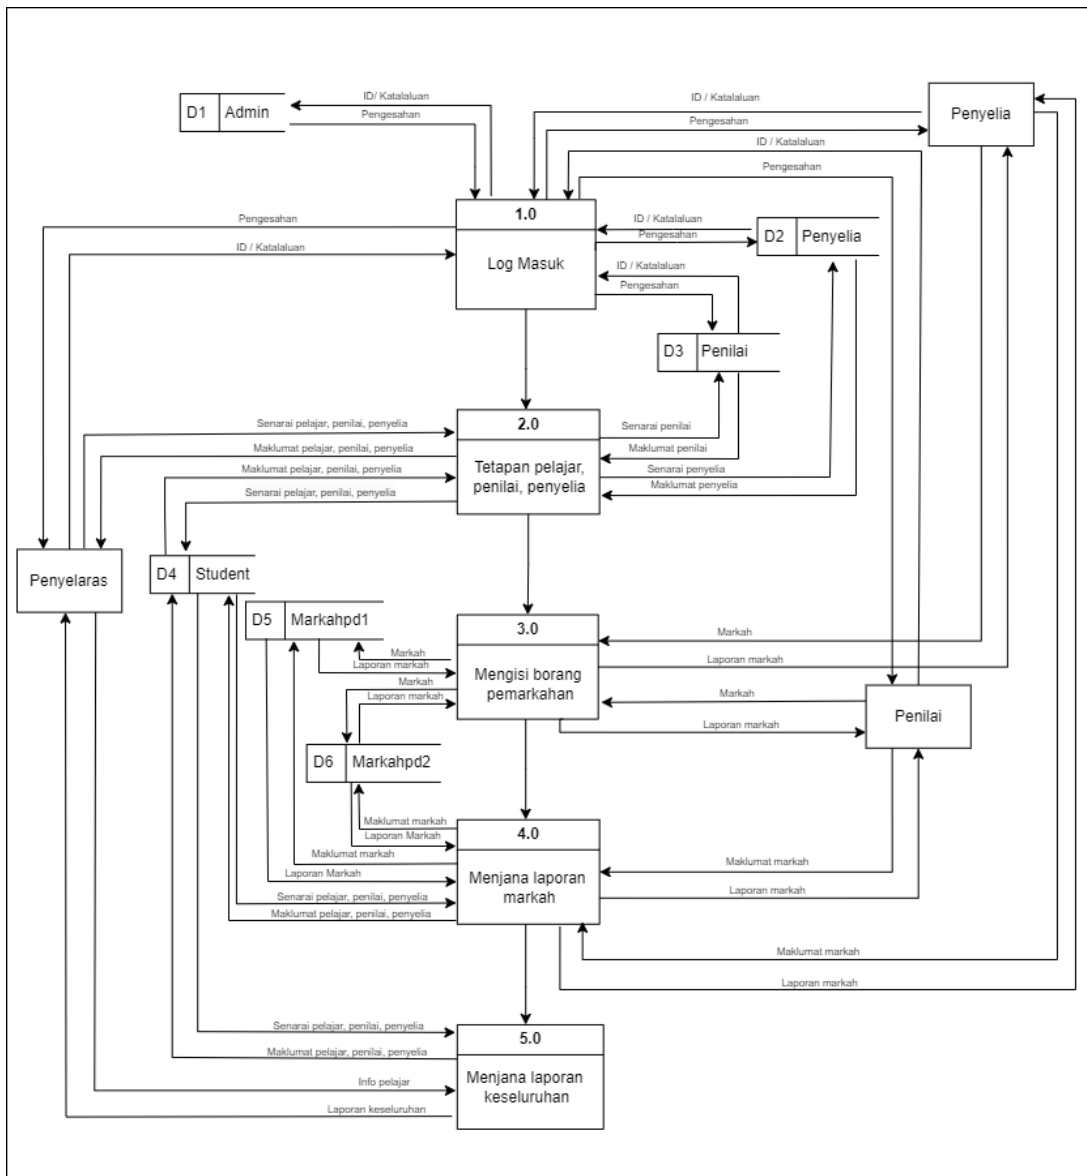 ID/ Katalaluan
D1 Admin
Pengesahan
ID / Katalaluan
Pengesahan
Penyelia
ID / Katalaluan
Pengesahan
1.0
Log Masuk
Pengesahan
ID / Katalaluan
ID / Katalaluan
Pengesahan
D2 Penyelia
ID / Katalaluan
Pengesahan
D3 Penilai
Senarai pelajar, penilai, penyelia
Maklumat pelajar, penilai, penyelia
Maklumat pelajar, penilai, penyelia
Senarai pelajar, penilai, penyelia
2.0
Tetapan pelajar,
penilai, penyelia
Senarai penilai
Maklumat penilai
Senarai penyelia
Maklumat penyelia
Penyelaras
D4 Student
D5 Markahpd1
Markah
Laporan markah
Markah
Laporan markah
3.0
Mengisi borang
pemarkahan
Markah
Laporan markah
Markah
Laporan markah
Penilai
D6 Markahpd2
Maklumat markah
Laporan Markah
Maklumat markah
Laporan Markah
Senarai pelajar, penilai, penyelia
Maklumat pelajar, penilai, penyelia
4.0
Menjana laporan
markah
Maklumat markah
Laporan markah
Maklumat markah
Laporan markah
Senarai pelajar, penilai, penyelia
Maklumat pelajar, penilai, penyelia
Info pelajar
Laporan keseluruhan
5.0
Menjana laporan
keseluruhan